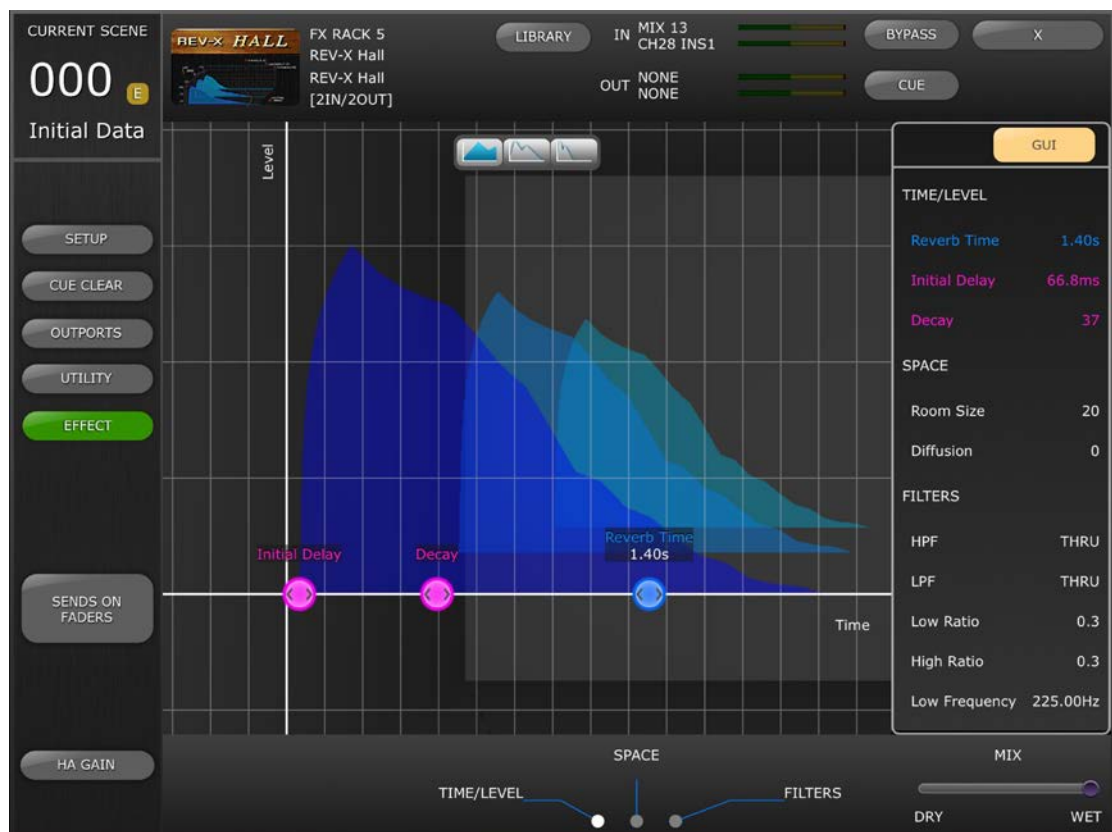 CURRENT SCENE
000 E
Initial Data
SETUP
CUE CLEAR
OUTPORTS
UTILITY
EFFECT
SENDS ON
FADERS
HA GAIN
REV-X HALL
FX RACK 5
REV-X Hall
REV-X Hall
[2IN/2OUT]
LIBRARY
IN MIX 13
CH28 INS1
OUT NONE
NONE
BYPASS
X
CUE
Level
Initial Delay
Decay
Reverb Time
1.40s
Time
GUI
TIME/LEVEL
Reverb Time 1.40s
Initial Delay 66.8ms
Decay 37
SPACE
Room Size 20
Diffusion 0
FILTERS
HPF THRU
LPF THRU
Low Ratio 0.3
High Ratio 0.3
Low Frequency 225.00Hz
TIME/LEVEL
SPACE
FILTERS
MIX
DRY WET